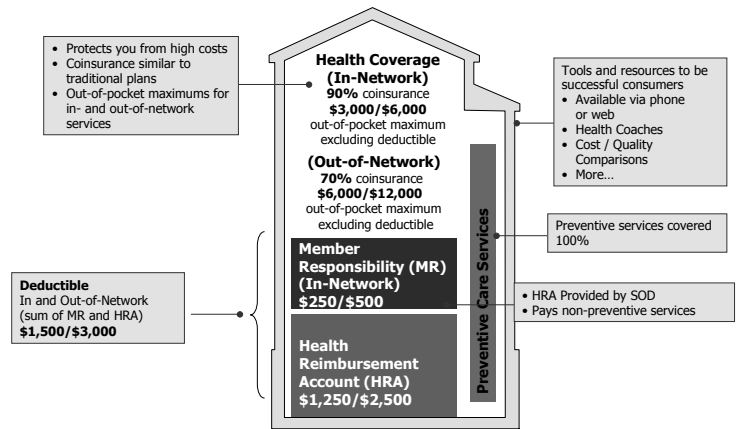 • Protects you from high costs
• Coinsurance similar to
traditional plans
• Out-of-pocket maximums for
in- and out-of-network
services
Health Coverage
(In-Network)
90% coinsurance
$3,000/$6,000
out-of-pocket maximum
excluding deductible
(Out-of-Network)
70% coinsurance
$6,000/$12,000
out-of-pocket maximum
excluding deductible
Tools and resources to be
successful consumers
• Available via phone
or web
• Health Coaches
• Cost / Quality
Comparisons
• More...
Preventive Care Services
Preventive services covered
100%
Member
Responsibility (MR)
(In-Network)
$250/$500
• HRA Provided by SOD
• Pays non-preventive services
Deductible
In and Out-of-Network
(sum of MR and HRA)
$1,500/$3,000
Health
Reimbursement
Account (HRA)
$1,250/$2,500